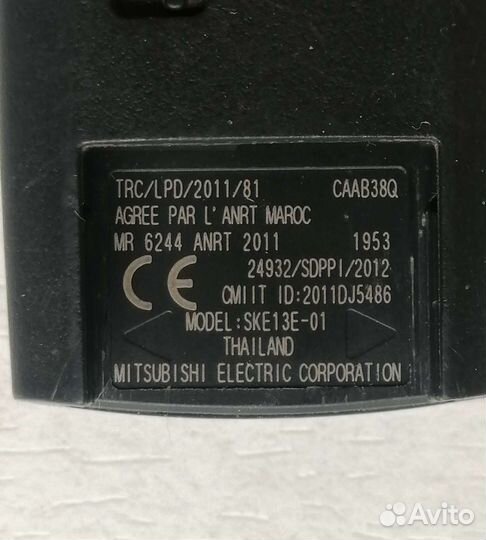 TRC/LPD/2011/81 CAAB38Q
AGREE PAR L'ANRT MAROC
MR 6244 ANRT 2011 1953
CE 24932/SDPPI/2012
CMIIT ID:2011DJ5486
MODEL:SKE13E-01
THAILAND
MITSUBISHI ELECTRIC CORPORATION
Avito